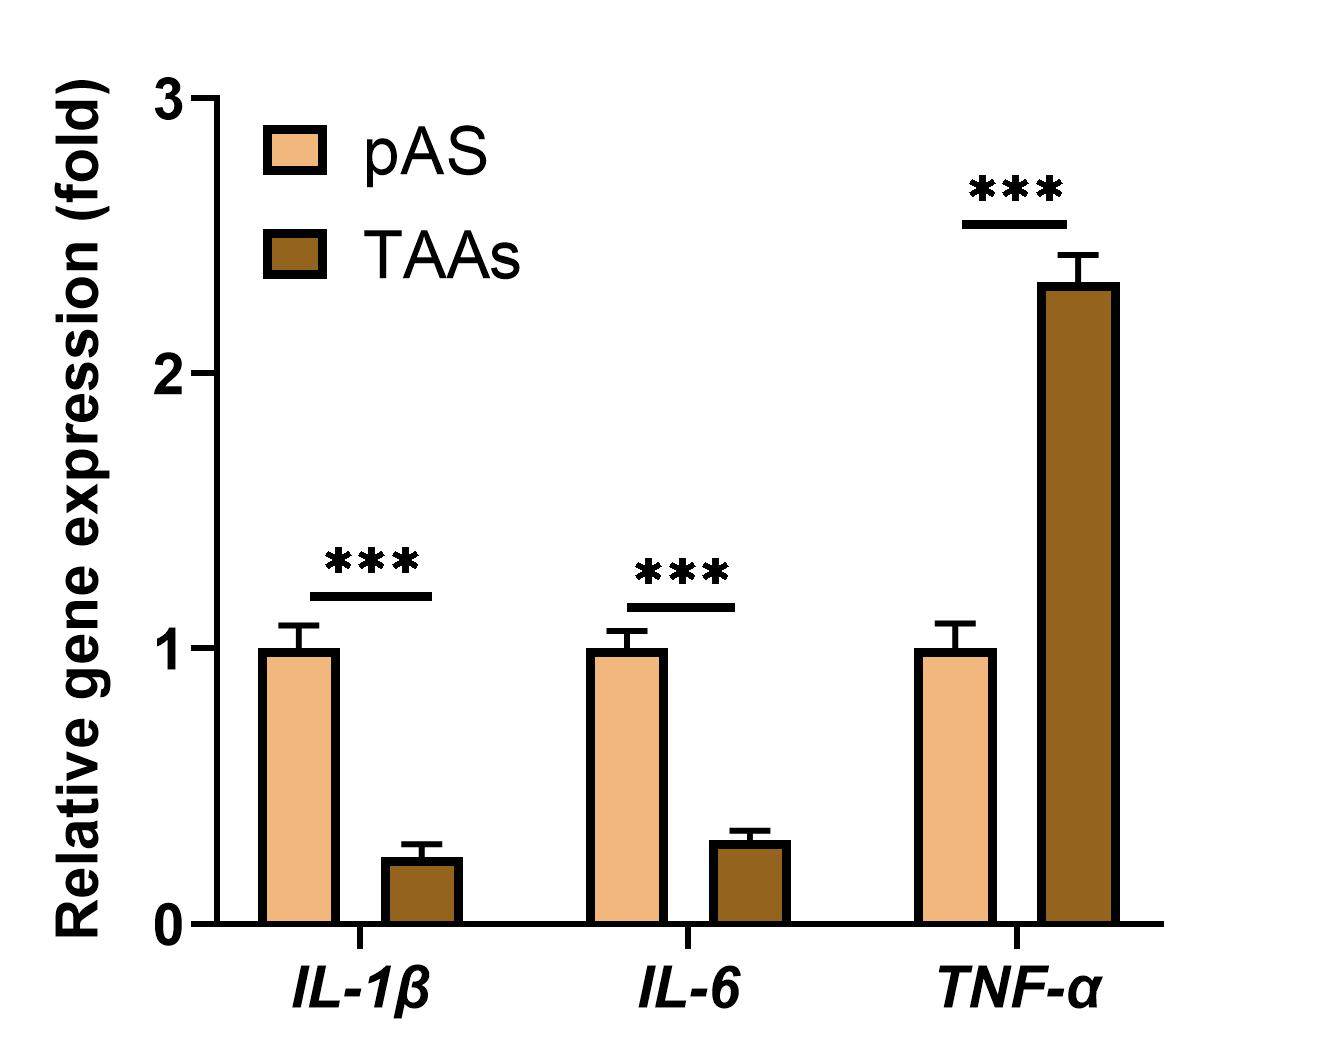 Relative gene expression (fold)
3
2
1
0
pAS
TAAs
***
***
***
IL-1β
IL-6
TNF-α